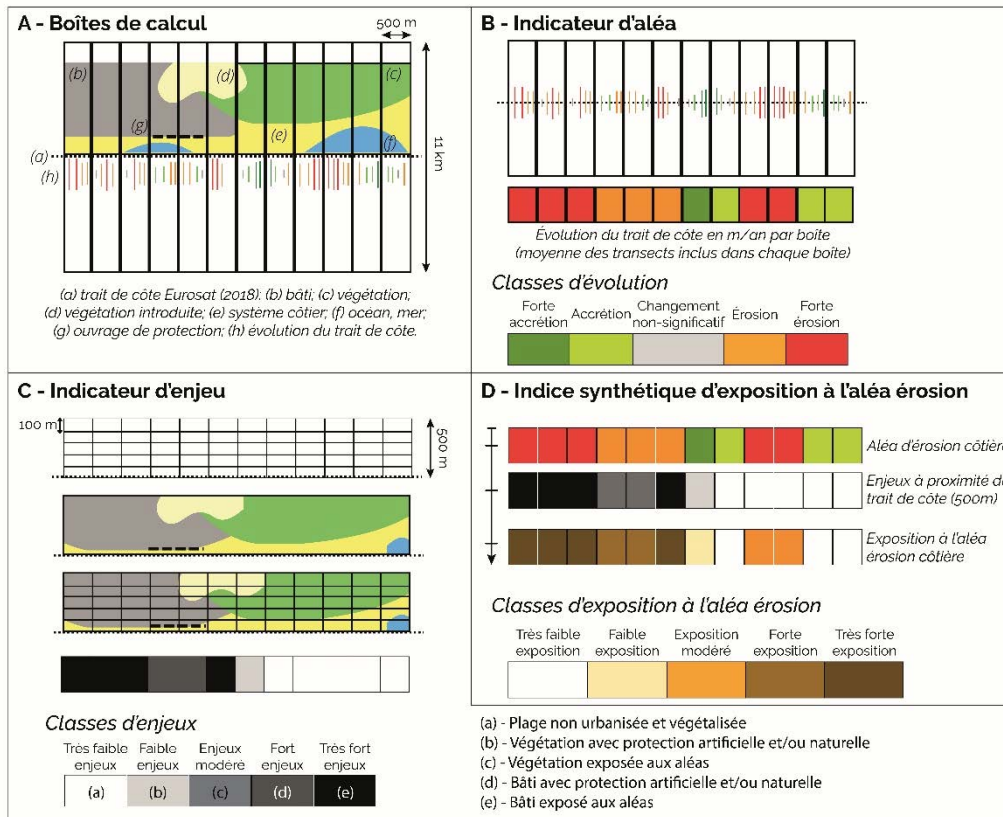 A - Boîtes de calcul
500 m
(b)
(d)
(c)
(g)
(e)
(f)
(a)
(h)
11 km
(a) trait de côte Eurosat (2018); (b) bâti; (c) végétation;
(d) végétation introduite; (e) système côtier; (f) océan, mer;
(g) ouvrage de protection; (h) évolution du trait de côte.
B - Indicateur d'aléa
Évolution du trait de côte en m/an par boîte
(moyenne des transects inclus dans chaque boîte)
Classes d'évolution
Forte accrétion
Accrétion
Changement non-significatif
Érosion
Forte érosion
C - Indicateur d'enjeu
100 m
500 m
Classes d'enjeux
Très faible enjeux
Faible enjeux
Enjeux modéré
Fort enjeux
Très fort enjeux
(a)
(b)
(c)
(d)
(e)
D - Indice synthétique d'exposition à l'aléa érosion
Aléa d'érosion côtière
Enjeux à proximité du
trait de côte (500m)
Exposition à l'aléa
érosion côtière
Classes d'exposition à l'aléa érosion
Très faible exposition
Faible exposition
Exposition modéré
Forte exposition
Très forte exposition
(a) - Plage non urbanisée et végétalisée
(b) - Végétation avec protection artificielle et/ou naturelle
(c) - Végétation exposée aux aléas
(d) - Bâti avec protection artificielle et/ou naturelle
(e) - Bâti exposé aux aléas